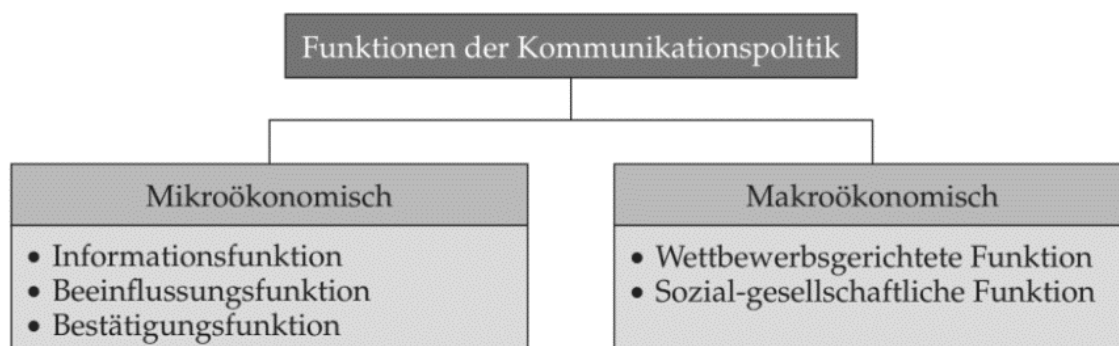 Funktionen der Kommunikationspolitik
Mikroökonomisch
• Informationsfunktion
• Beeinflussungsfunktion
• Bestätigungsfunktion
Makroökonomisch
• Wettbewerbsgerichtete Funktion
• Sozial-gesellschaftliche Funktion